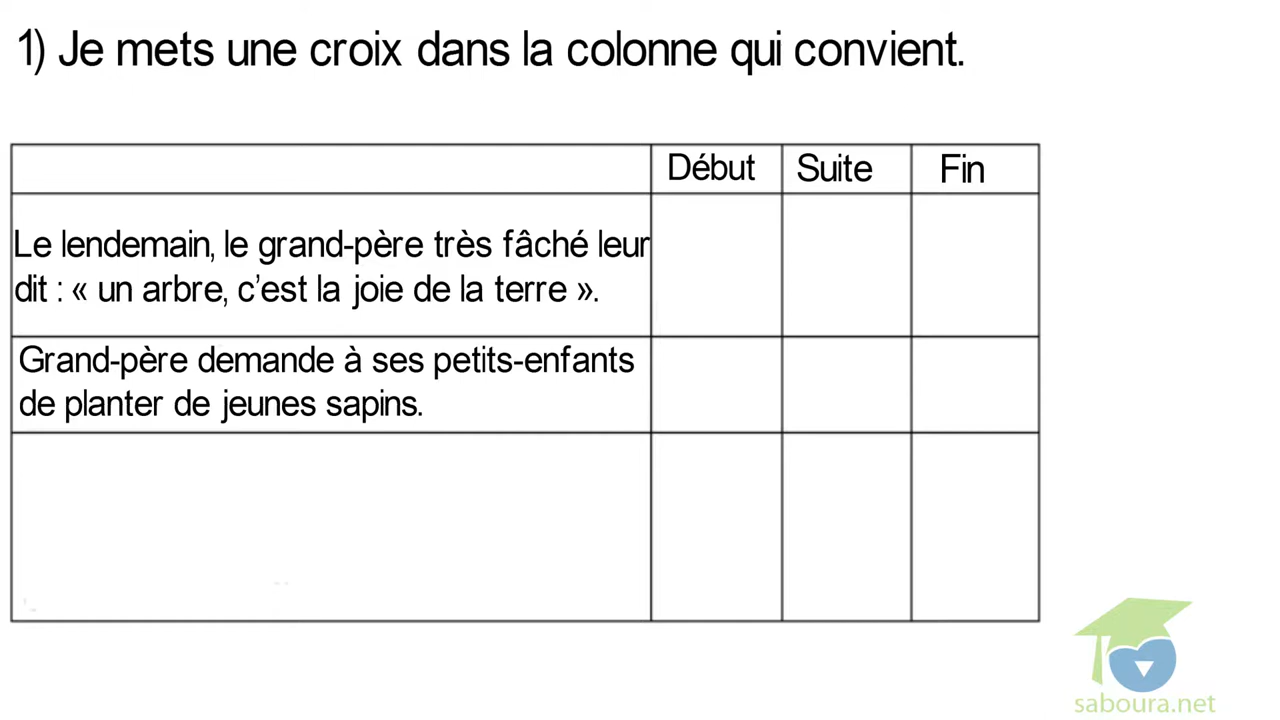 1) Je mets une croix dans la colonne qui convient.
Début Suite Fin
Le lendemain, le grand-père très fâché leur
dit : « un arbre, c’est la joie de la terre ».
Grand-père demande à ses petits-enfants
de planter de jeunes sapins.
saboura.net